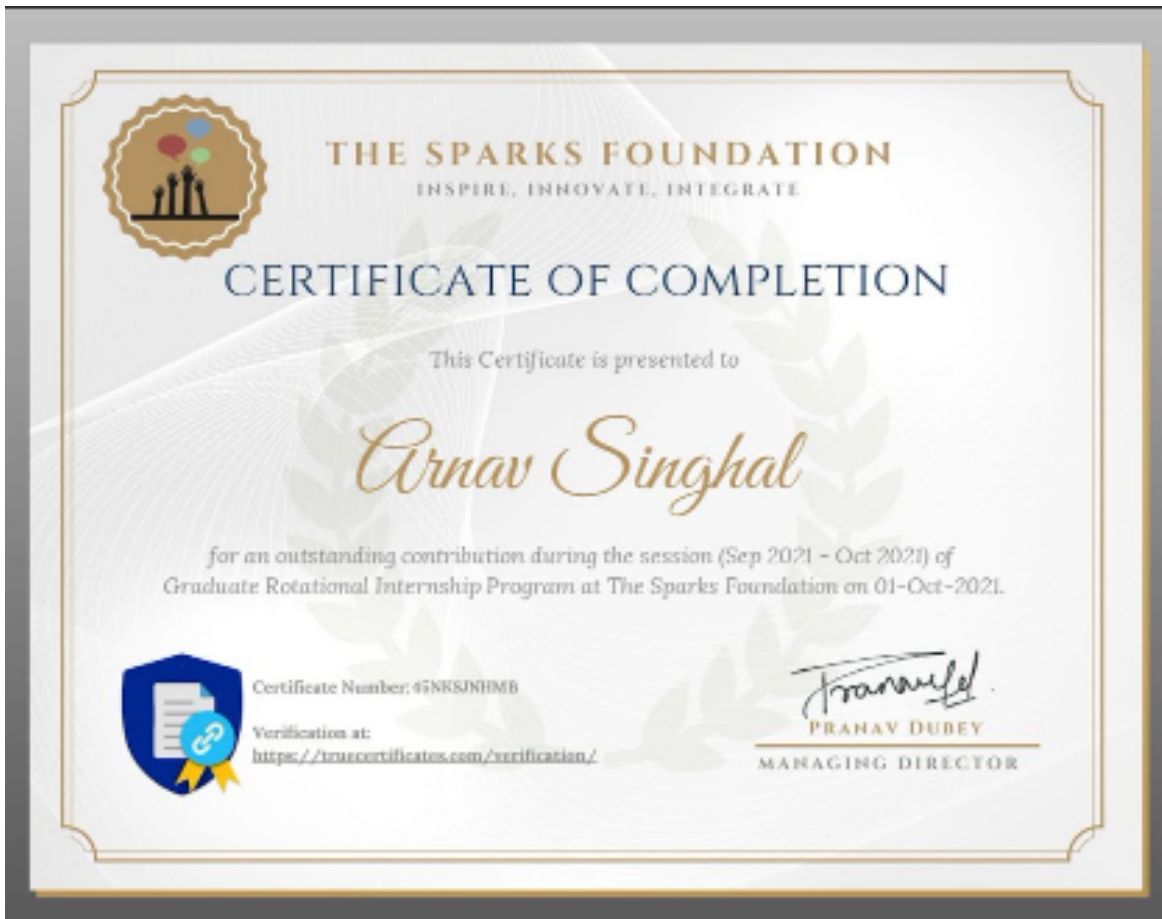 THE SPARKS FOUNDATION
INSPIRE, INNOVATE, INTEGRATE
CERTIFICATE OF COMPLETION
This Certificate is presented to
Arnav Singhal
for an outstanding contribution during the session (Sep 2021 - Oct 2021) of
Graduate Rotational Internship Program at The Sparks Foundation on 01-Oct-2021.
Certificate Number:
Verification at:
https://truecertificates.com/verification/
PRANAV DUBEY
MANAGING DIRECTOR